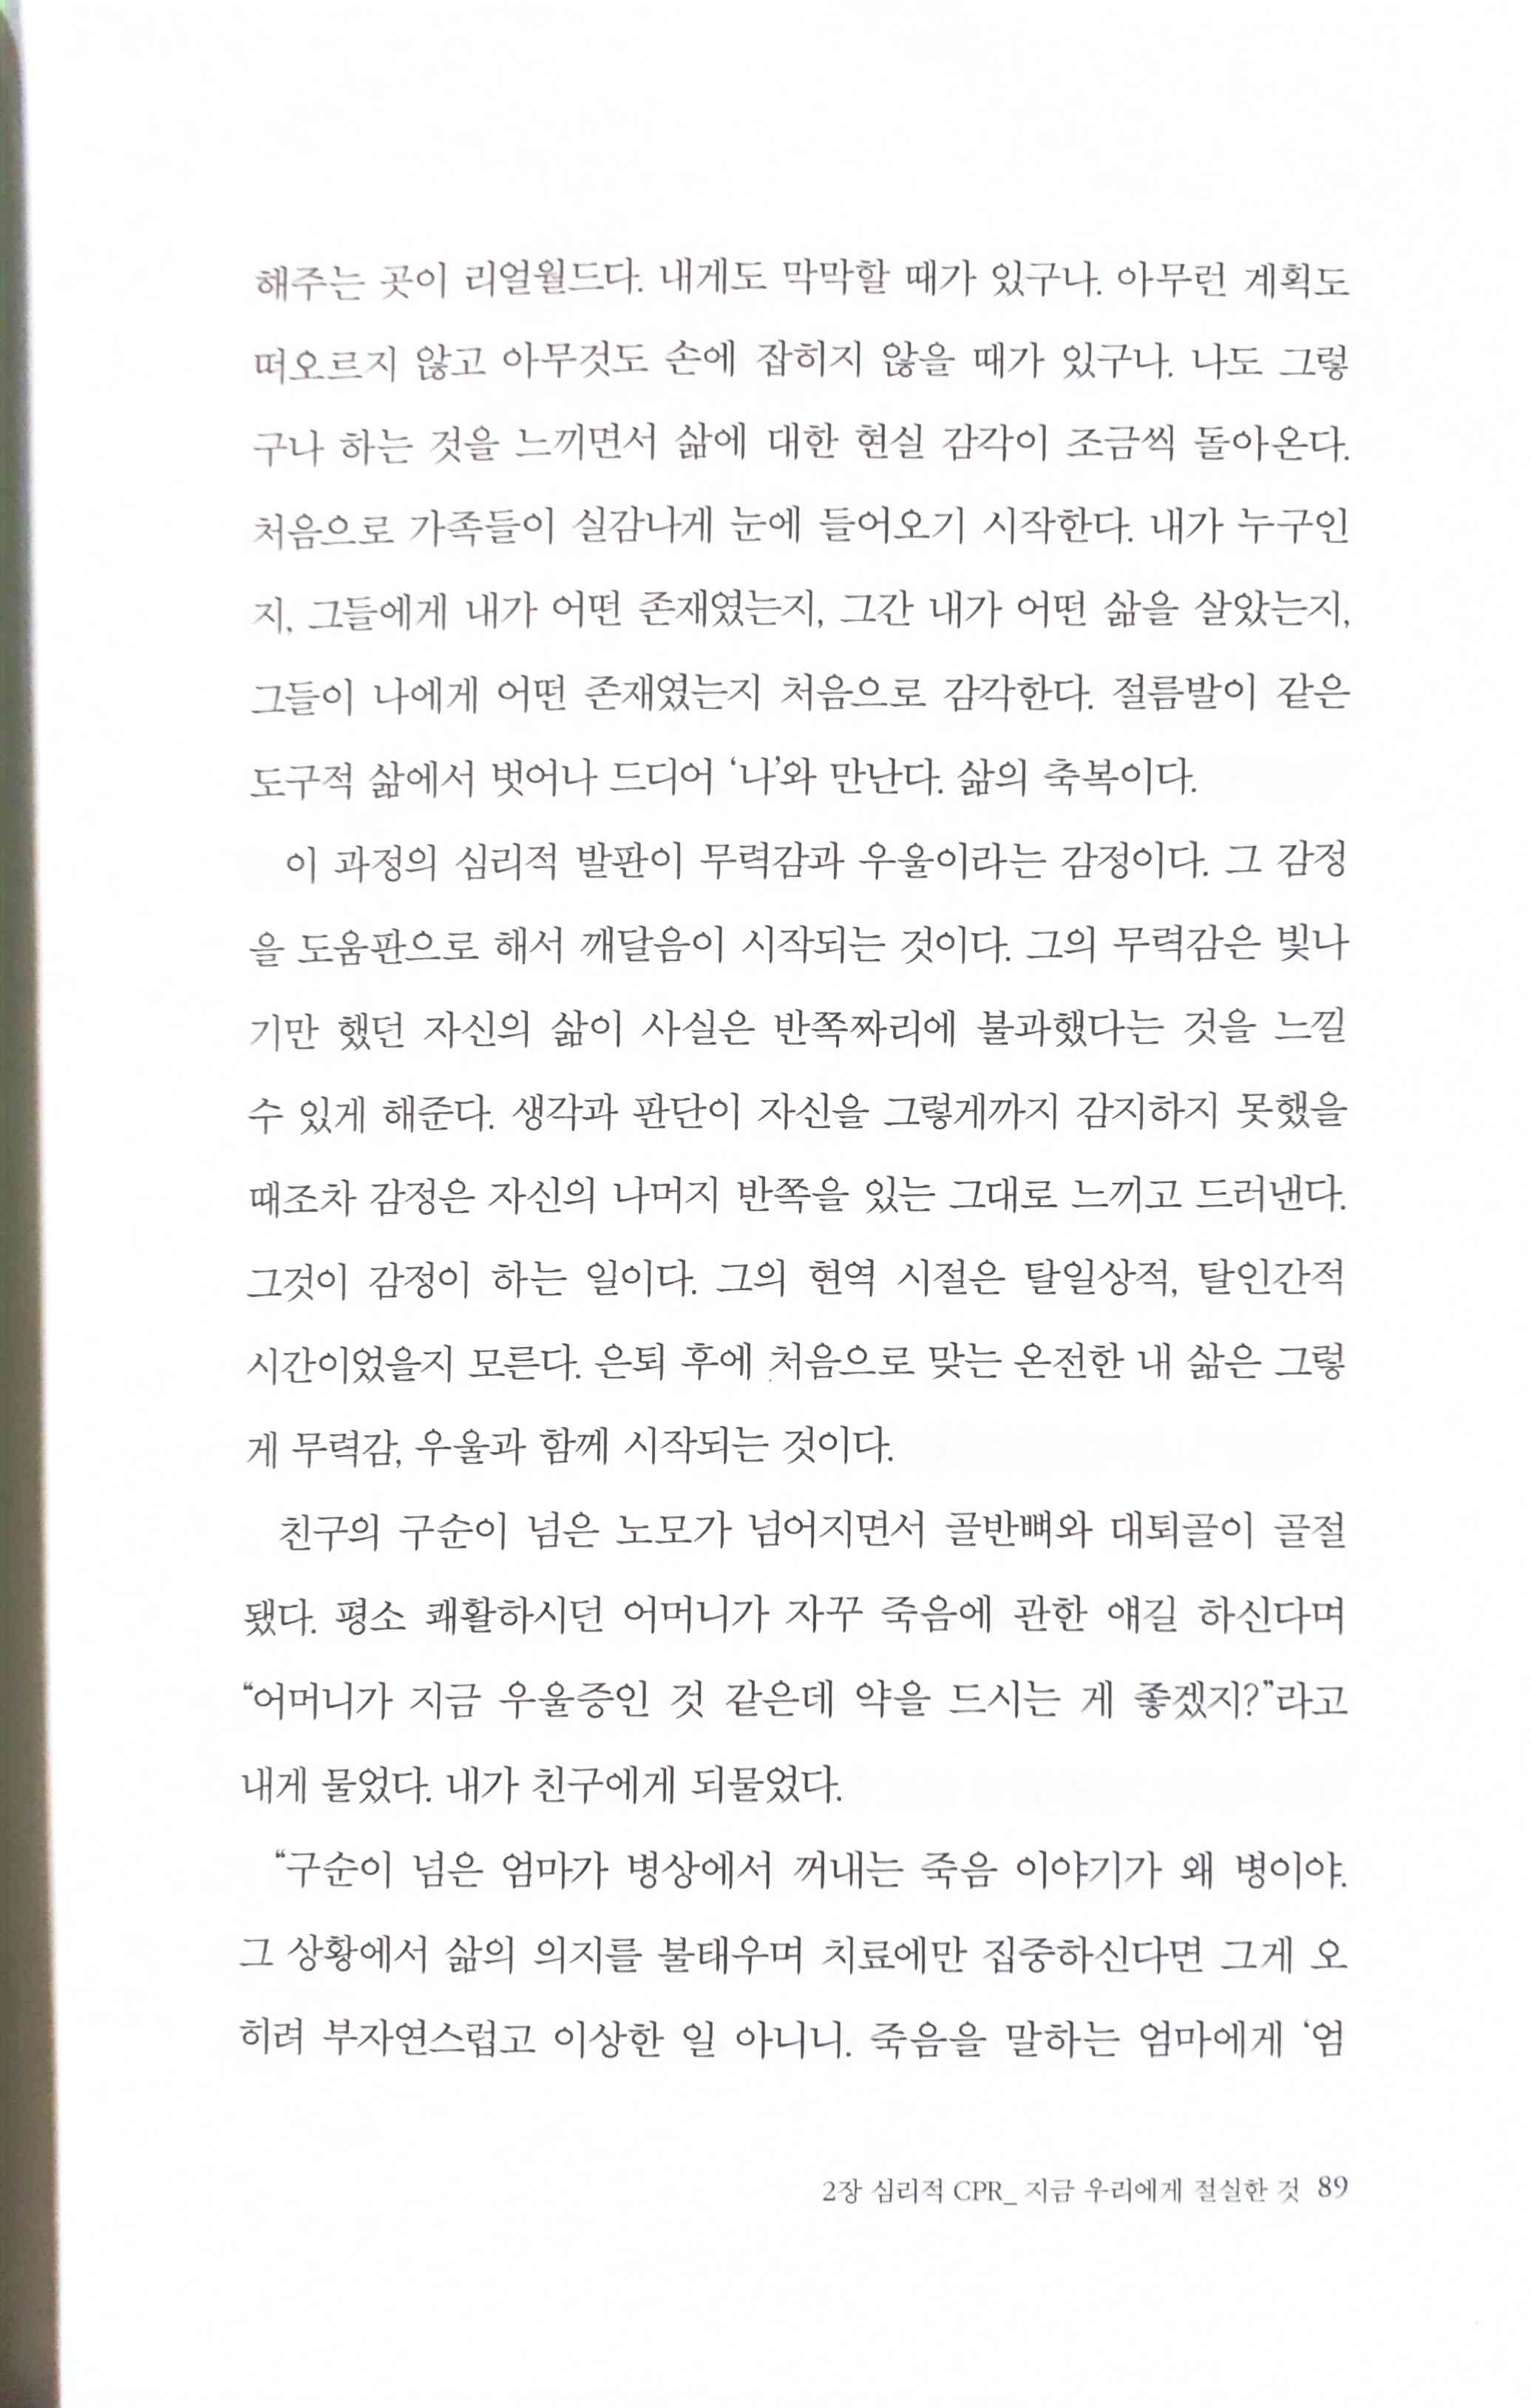 해주는 곳이 리얼월드다. 내게도 막막할 때가 있구나. 아무런 계획도
떠오르지 않고 아무것도 손에 잡히지 않을 때가 있구나. 나도 그렇
구나 하는 것을 느끼면서 삶에 대한 현실 감각이 조금씩 돌아온다.
처음으로 가족들이 실감나게 눈에 들어오기 시작한다. 내가 누구인
지, 그들에게 내가 어떤 존재였는지, 그간 내가 어떤 삶을 살았는지,
그들이 나에게 어떤 존재였는지 처음으로 감각한다. 절름발이 같은
도구적 삶에서 벗어나 드디어 ‘나’와 만난다. 삶의 축복이다.
이 과정의 심리적 발판이 무력감과 우울이라는 감정이다. 그 감정
을 도움판으로 해서 깨달음이 시작되는 것이다. 그의 무력감은 빛나
기만 했던 자신의 삶이 사실은 반쪽짜리에 불과했다는 것을 느낄
수 있게 해준다. 생각과 판단이 자신을 그렇게까지 감지하지 못했을
때조차 감정은 자신의 나머지 반쪽을 있는 그대로 느끼고 드러낸다.
그것이 감정이 하는 일이다. 그의 현역 시절은 탈일상적, 탈인간적
시간이었을지 모른다. 은퇴 후에 처음으로 맞는 온전한 내 삶은 그렇
게 무력감, 우울과 함께 시작되는 것이다.
친구의 구순이 넘은 노모가 넘어지면서 골반뼈와 대퇴골이 골절
됐다. 평소 쾌활하시던 어머니가 자꾸 죽음에 관한 얘길 하신다며
“어머니가 지금 우울증인 것 같은데 약을 드시는 게 좋겠지?”라고
내게 물었다. 내가 친구에게 되물었다.
“구순이 넘은 엄마가 병상에서 꺼내는 죽음 이야기가 왜 병이야.
그 상황에서 삶의 의지를 불태우며 치료에만 집중하신다면 그게 오
히려 부자연스럽고 이상한 일 아니니. 죽음을 말하는 엄마에게 ‘엄
2장 심리적 CPR_ 지금 우리에게 절실한 것 89